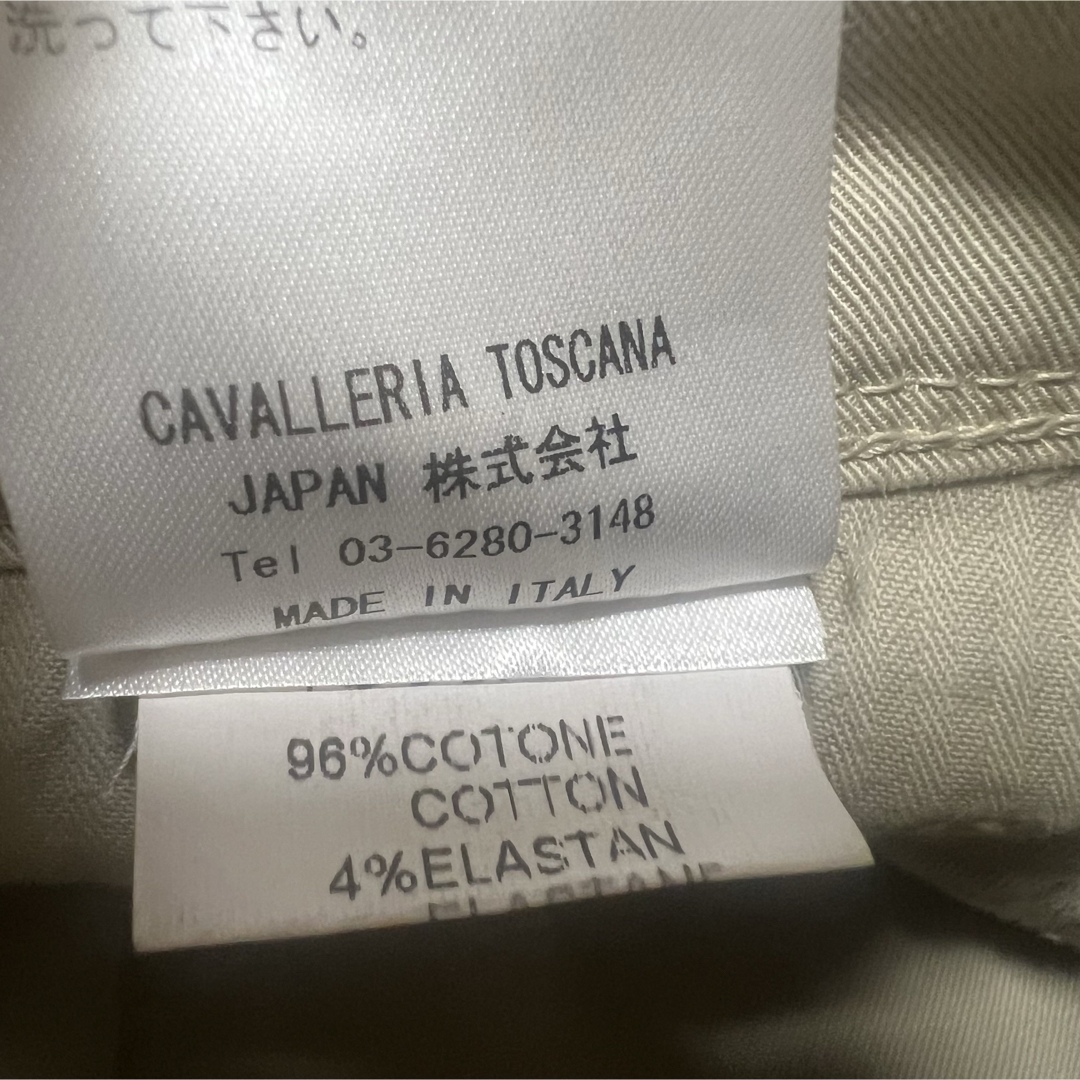 洗って下さい。
CAVALLERIA TOSCANA
JAPAN 株式会社
Tel 03-6280-3148
MADE IN ITALY
96%COTONE
COTTON
4%ELASTAN
ELASTANE